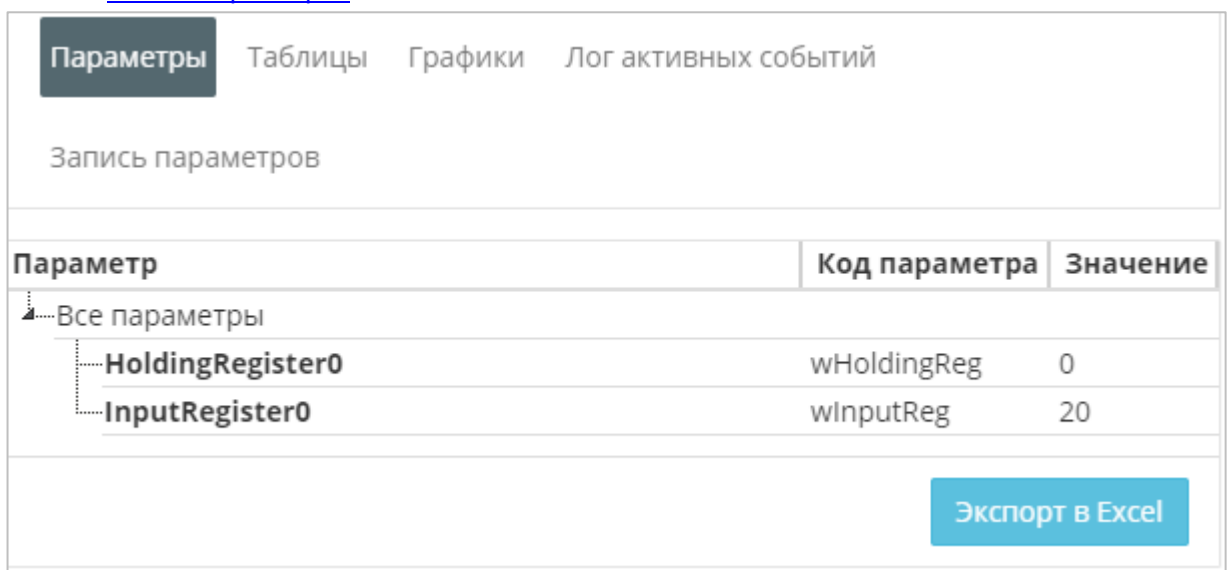 Параметры Таблицы Графики Лог активных событий
Запись параметров
Параметр Код параметра Значение
Все параметры
HoldingRegister0 wHoldingReg 0
InputRegister0 wInputReg 20
Экспорт в Excel